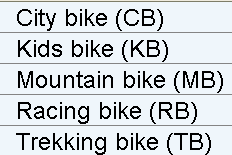 City bike (CB)
Kids bike (KB)
Mountain bike (MB)
Racing bike (RB)
Trekking bike (TB)